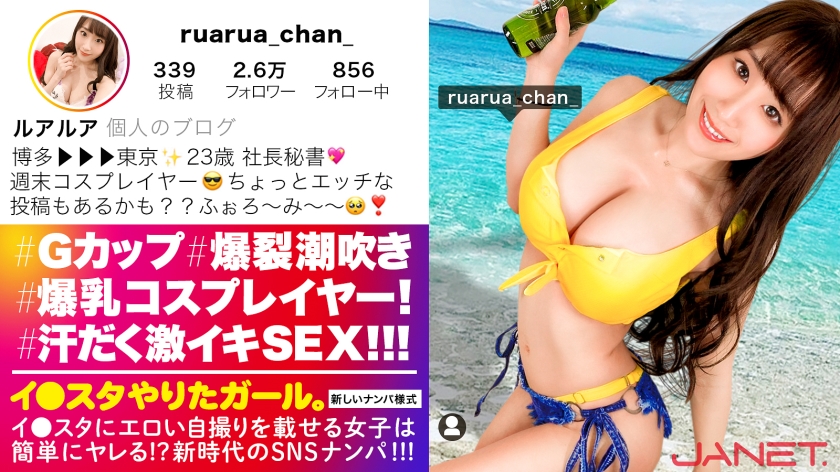 ruarua_chan_
339 2.6万 856
投稿 フォロワー フォロー中
ルアルア 個人のブログ
博多▶▶▶東京✨23歳 社長秘書💖
週末コスプレイヤー😎ちょっとエッチな
投稿もあるかも??ふぉろ〜み〜〜🥺❣
#Gカップ#爆裂潮吹き
#爆乳コスプレイヤー!
#汗だく激イキSEX!!!
イ●スタやりたガール。 新しいナンパ様式
イ●スタにエロい自撮りを載せる女子は
簡単にヤレる!?新時代のSNSナンパ!!!
ruarua_chan_
JANET.